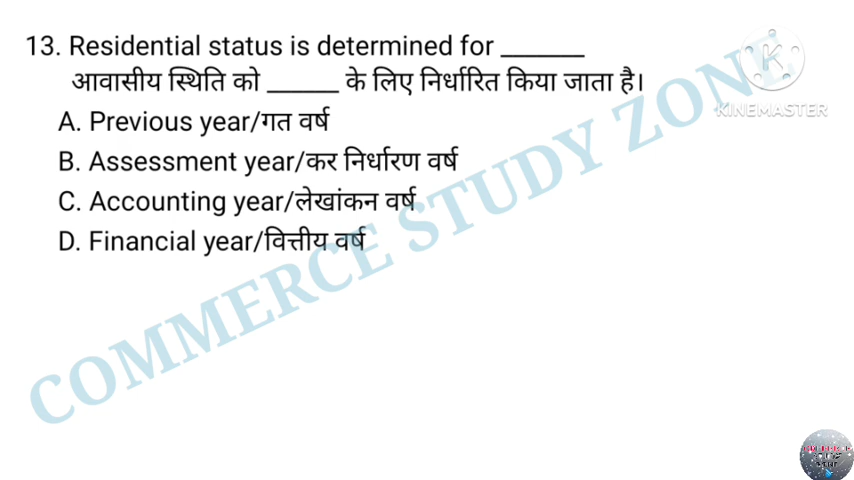 13. Residential status is determined for _______
आवासीय स्थिति को ______ के लिए निर्धारित किया जाता है।
A. Previous year/गत वर्ष
B. Assessment year/कर निर्धारण वर्ष
C. Accounting year/लेखांकन वर्ष
D. Financial year/वित्तीय वर्ष
COMMERCE STUDY ZONE
K
KINEMASTER